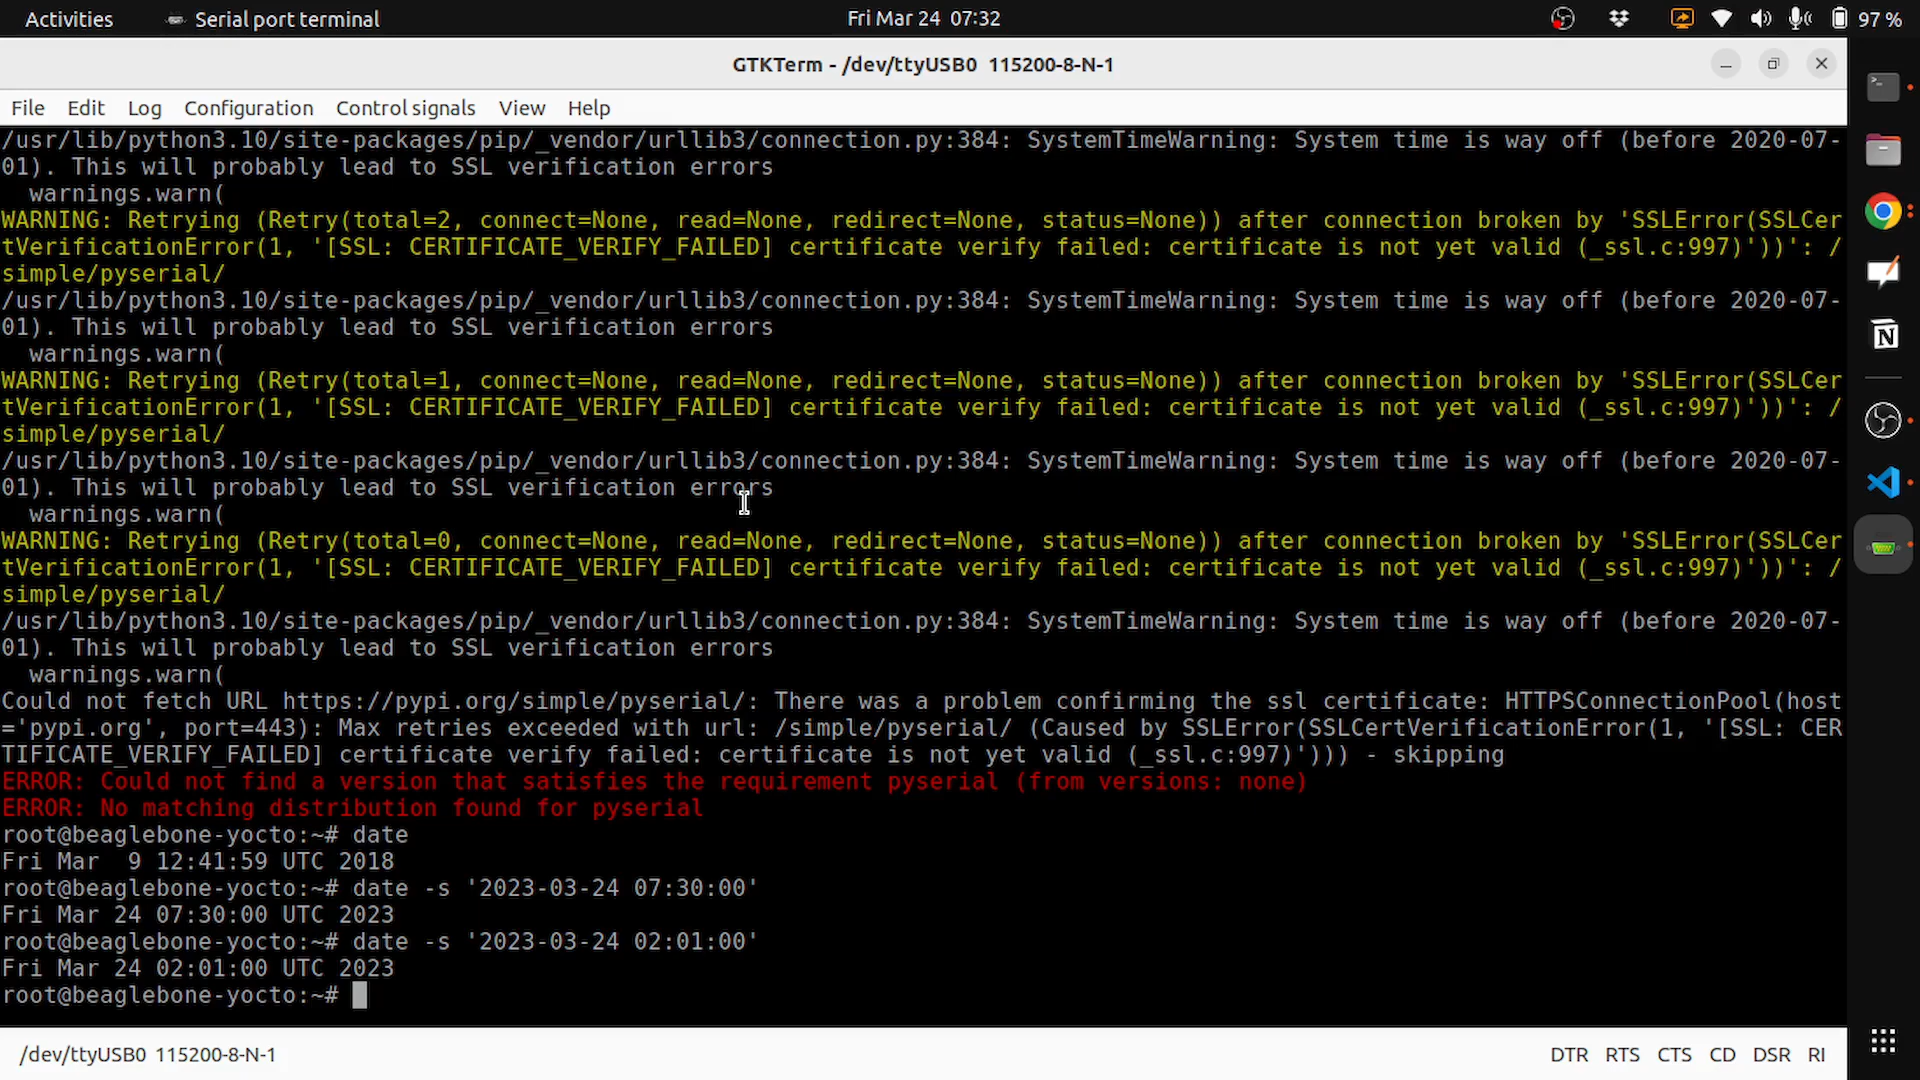 Activities Serial port terminal Fri Mar 24 07:32 97 %
GTKTerm - /dev/ttyUSB0 115200-8-N-1
File Edit Log Configuration Control signals View Help
/usr/lib/python3.10/site-packages/pip/_vendor/urllib3/connection.py:384: SystemTimeWarning: System time is way off (before 2020-07-
01). This will probably lead to SSL verification errors
  warnings.warn(
WARNING: Retrying (Retry(total=2, connect=None, read=None, redirect=None, status=None)) after connection broken by 'SSLError(SSLCer
tVerificationError(1, '[SSL: CERTIFICATE_VERIFY_FAILED] certificate verify failed: certificate is not yet valid (_ssl.c:997)'))': /
simple/pyserial/
/usr/lib/python3.10/site-packages/pip/_vendor/urllib3/connection.py:384: SystemTimeWarning: System time is way off (before 2020-07-
01). This will probably lead to SSL verification errors
  warnings.warn(
WARNING: Retrying (Retry(total=1, connect=None, read=None, redirect=None, status=None)) after connection broken by 'SSLError(SSLCer
tVerificationError(1, '[SSL: CERTIFICATE_VERIFY_FAILED] certificate verify failed: certificate is not yet valid (_ssl.c:997)'))': /
simple/pyserial/
/usr/lib/python3.10/site-packages/pip/_vendor/urllib3/connection.py:384: SystemTimeWarning: System time is way off (before 2020-07-
01). This will probably lead to SSL verification errors
  warnings.warn(
WARNING: Retrying (Retry(total=0, connect=None, read=None, redirect=None, status=None)) after connection broken by 'SSLError(SSLCer
tVerificationError(1, '[SSL: CERTIFICATE_VERIFY_FAILED] certificate verify failed: certificate is not yet valid (_ssl.c:997)'))': /
simple/pyserial/
/usr/lib/python3.10/site-packages/pip/_vendor/urllib3/connection.py:384: SystemTimeWarning: System time is way off (before 2020-07-
01). This will probably lead to SSL verification errors
  warnings.warn(
Could not fetch URL https://pypi.org/simple/pyserial/: There was a problem confirming the ssl certificate: HTTPSConnectionPool(host
='pypi.org', port=443): Max retries exceeded with url: /simple/pyserial/ (Caused by SSLError(SSLCertVerificationError(1, '[SSL: CER
TIFICATE_VERIFY_FAILED] certificate verify failed: certificate is not yet valid (_ssl.c:997)'))) - skipping
ERROR: Could not find a version that satisfies the requirement pyserial (from versions: none)
ERROR: No matching distribution found for pyserial
root@beaglebone-yocto:~# date
Fri Mar  9 12:41:59 UTC 2018
root@beaglebone-yocto:~# date -s '2023-03-24 07:30:00'
Fri Mar 24 07:30:00 UTC 2023
root@beaglebone-yocto:~# date -s '2023-03-24 02:01:00'
Fri Mar 24 02:01:00 UTC 2023
root@beaglebone-yocto:~#
/dev/ttyUSB0 115200-8-N-1 DTR RTS CTS CD DSR RI